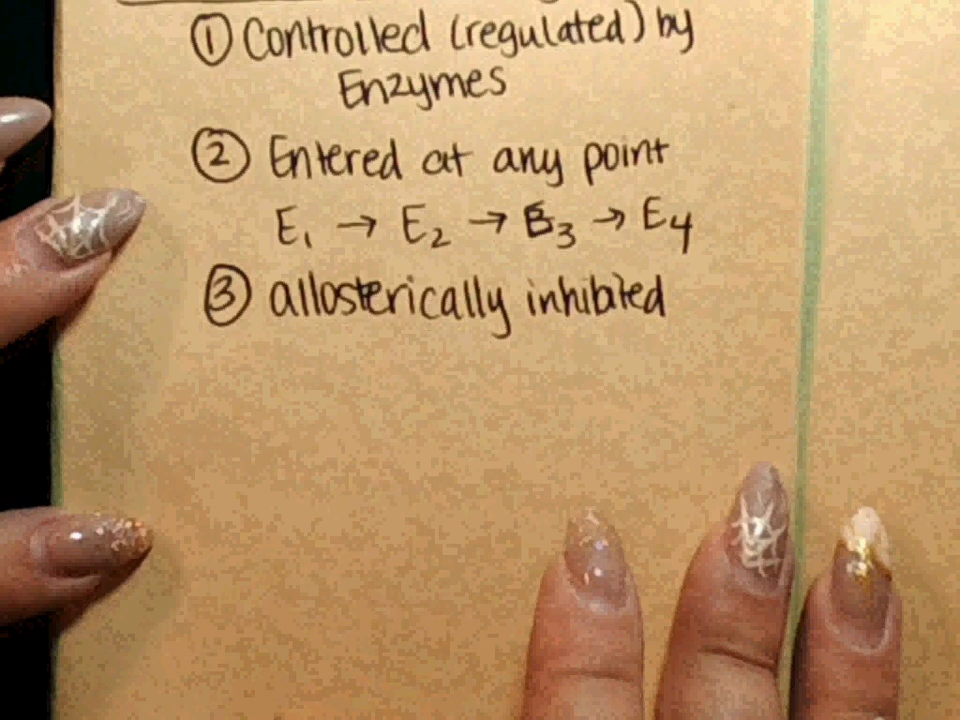 ① Controlled (regulated) by
Enzymes
② Entered at any point
E₁ → E₂ → E₃ → E₄
③ allosterically inhibited